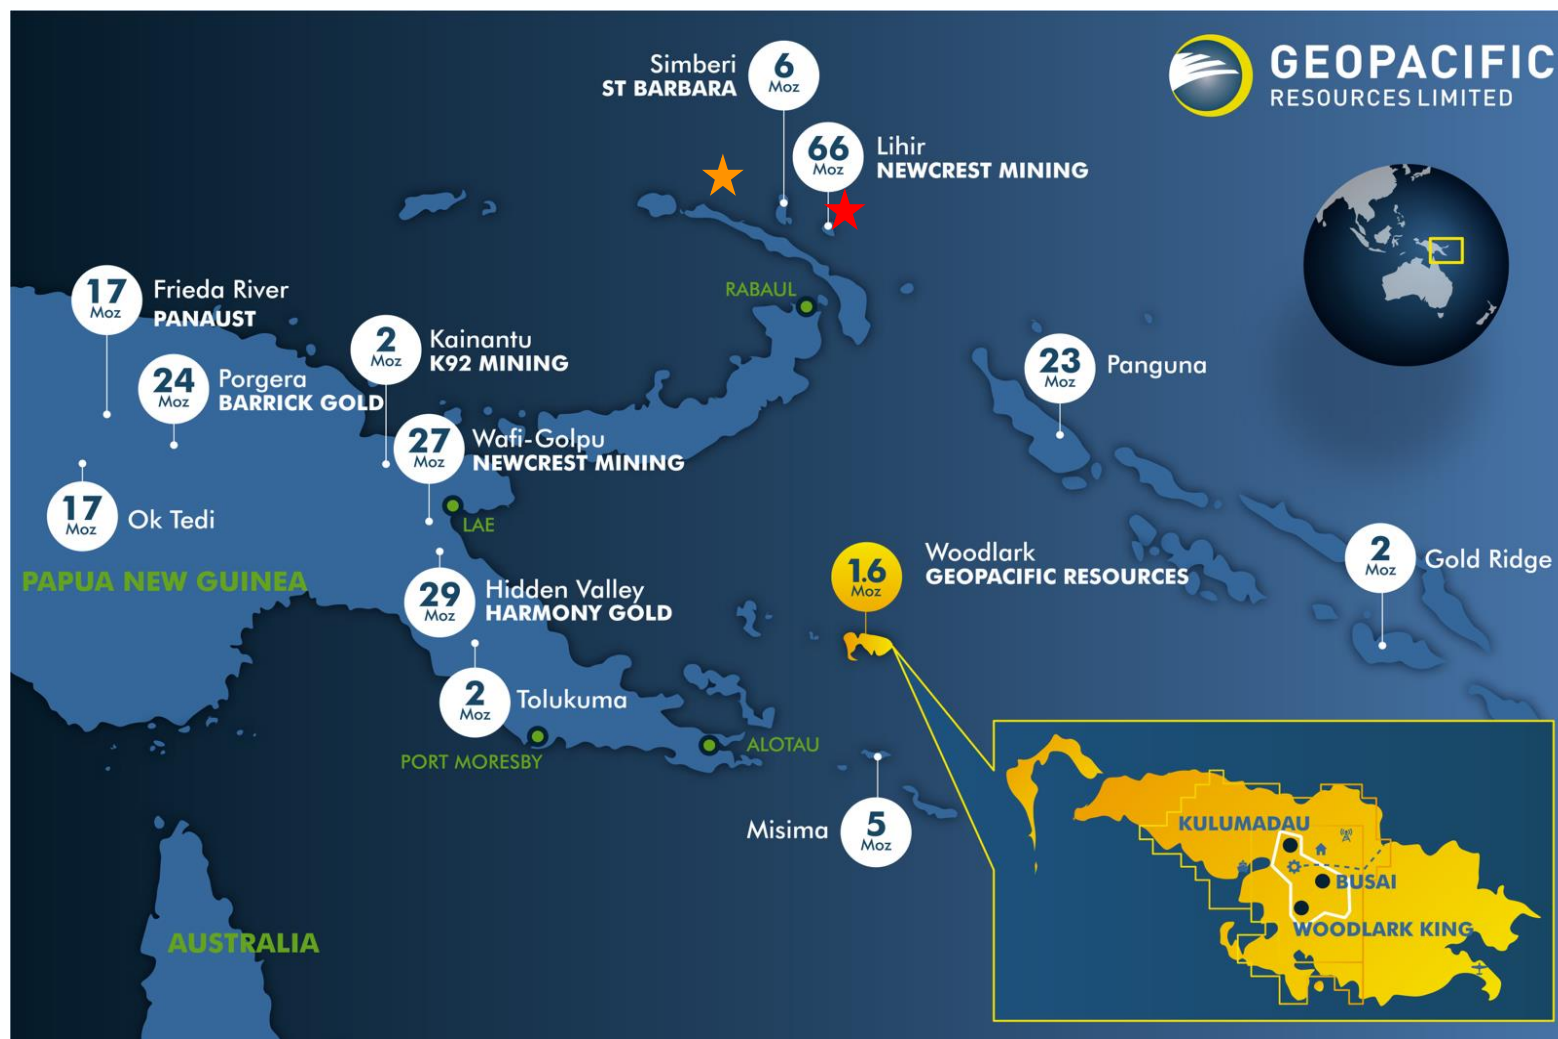 GEOPACIFIC
RESOURCES LIMITED
Simberi
ST BARBARA
6
Moz
66
Moz
Lihir
NEWCREST MINING
17
Moz
Frieda River
PANAUST
RABAUL
2
Moz
Kainantu
K92 MINING
24
Moz
Porgera
BARRICK GOLD
23
Moz
Panguna
27
Moz
Wafi-Golpu
NEWCREST MINING
17
Moz
Ok Tedi
LAE
PAPUA NEW GUINEA
29
Moz
Hidden Valley
HARMONY GOLD
1.6
Moz
Woodlark
GEOPACIFIC RESOURCES
2
Moz
Gold Ridge
2
Moz
Tolukuma
PORT MORESBY
ALOTAU
Misima
5
Moz
AUSTRALIA
KULUMADAU
BUSAI
WOODLARK KING